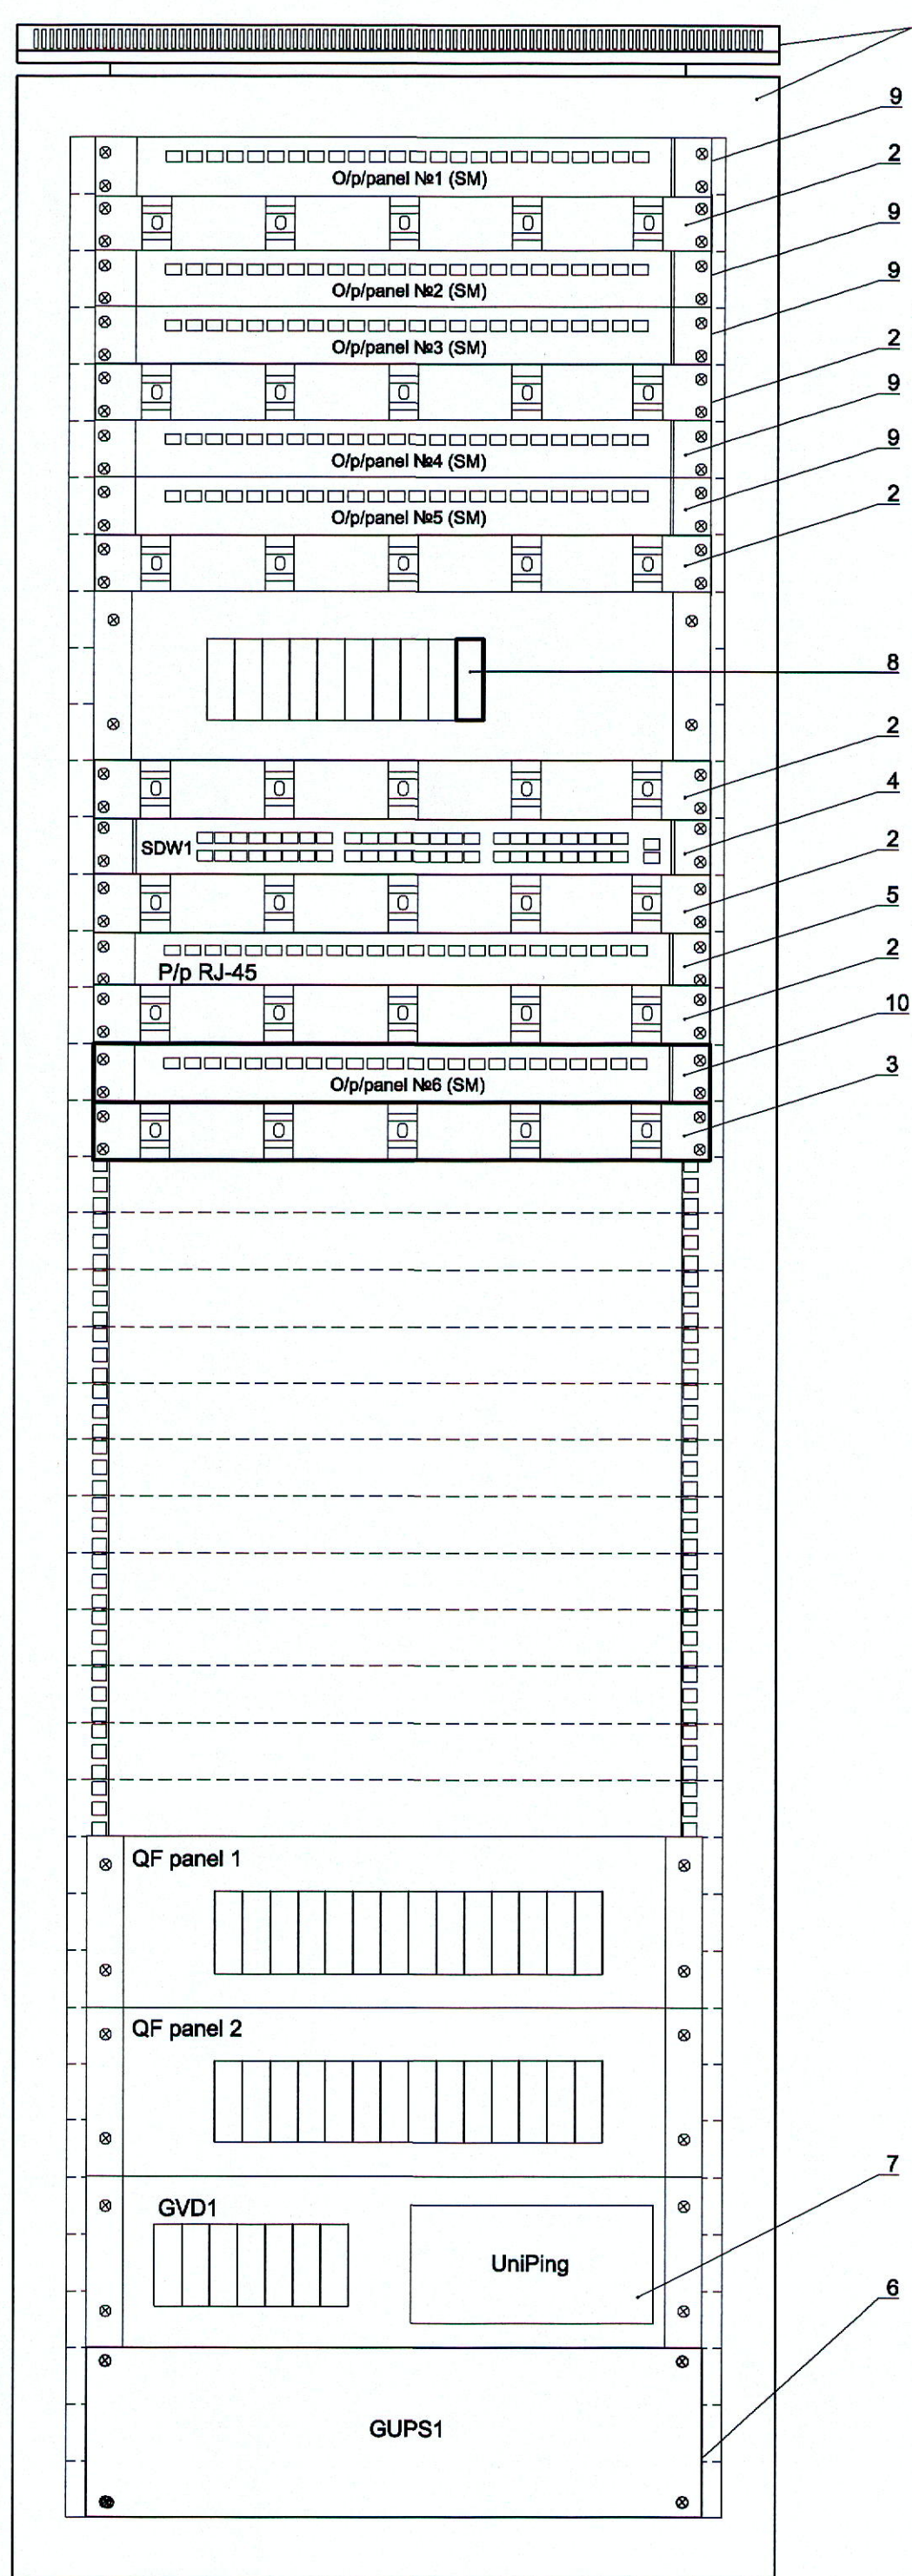 9
O/p/panel №1 (SM)
2
9
O/p/panel №2 (SM)
9
O/p/panel №3 (SM)
2
9
O/p/panel №4 (SM)
9
O/p/panel №5 (SM)
2
8
2
4
SDW1
2
5
P/p RJ-45
2
10
O/p/panel №6 (SM)
3
QF panel 1
QF panel 2
7
GVD1
UniPing
6
GUPS1